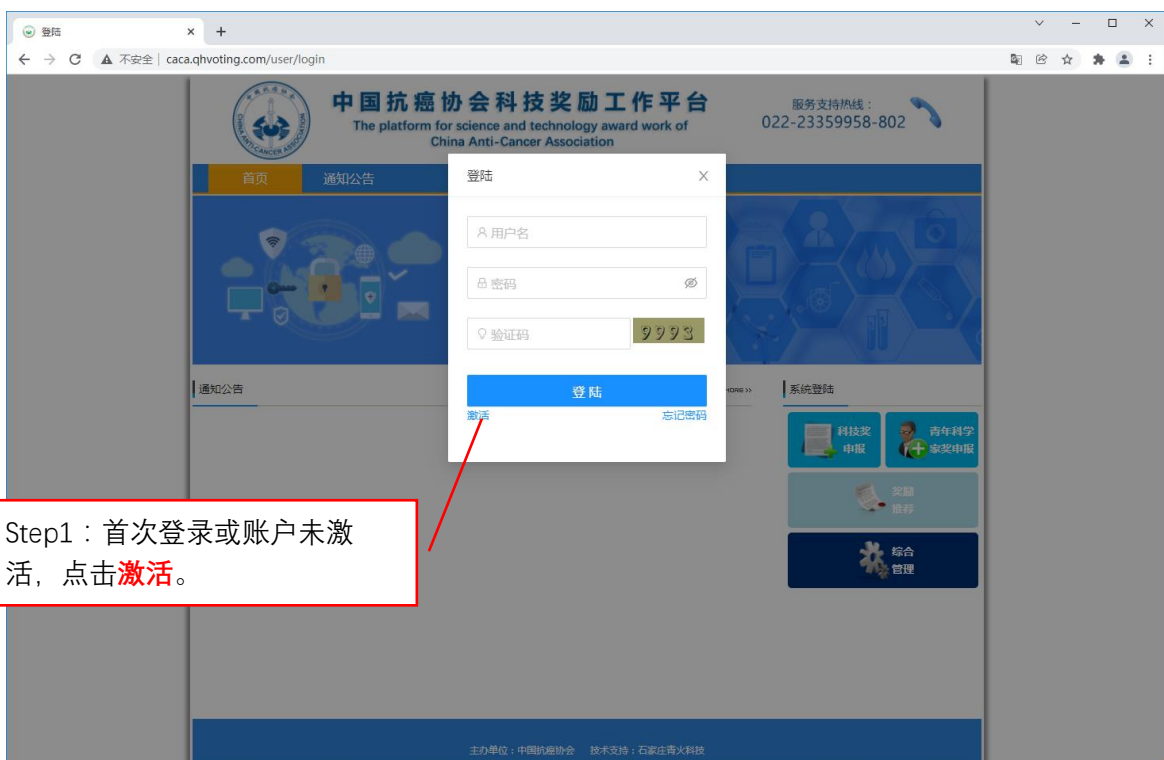 登陆
不安全 | caca.qhvoting.com/user/login
中国抗癌协会科技奖励工作平台
The platform for science and technology award work of
China Anti-Cancer Association
服务支持热线：
022-23359958-802
首页
通知公告
登陆
用户名
密码
验证码
9993
登 陆
激活
忘记密码
通知公告
MORE >>
系统登陆
科技奖
申报
青年科学
家奖申报
奖励
推荐
综合
管理
Step1：首次登录或账户未激
活，点击激活。
主办单位：中国抗癌协会 技术支持：石家庄青火科技